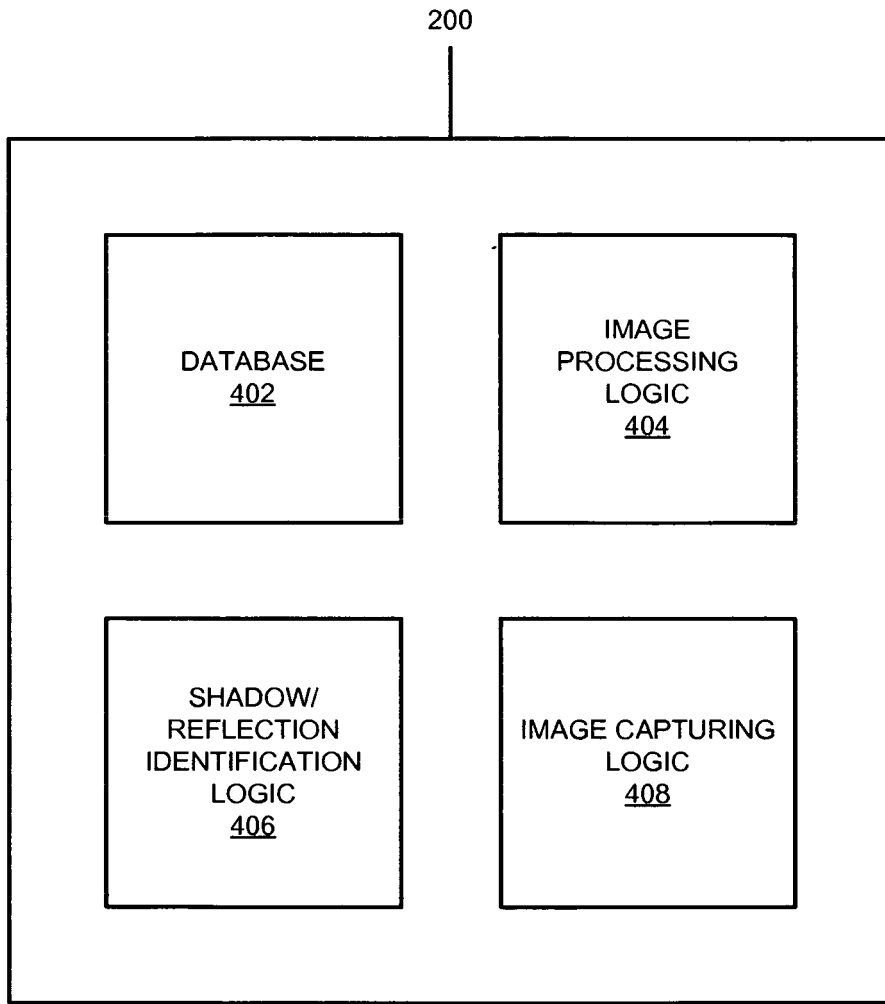 200
DATABASE
402
IMAGE
PROCESSING
LOGIC
404
SHADOW/
REFLECTION
IDENTIFICATION
LOGIC
406
IMAGE CAPTURING
LOGIC
408